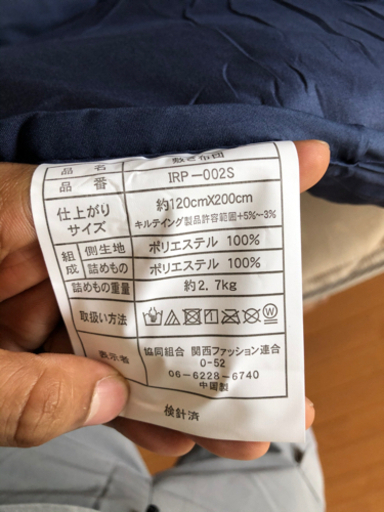 品名 敷き布団
品番 IRP-002S
仕上がりサイズ 約120cmX200cm
キルティング製品許容範囲+5%~-3%
組成 側生地 ポリエステル 100%
詰めもの ポリエステル 100%
詰めもの重量 約2.7kg
取扱い方法
表示者 協同組合 関西ファッション連合
0-52
06-6228-6740
中国製
検針済